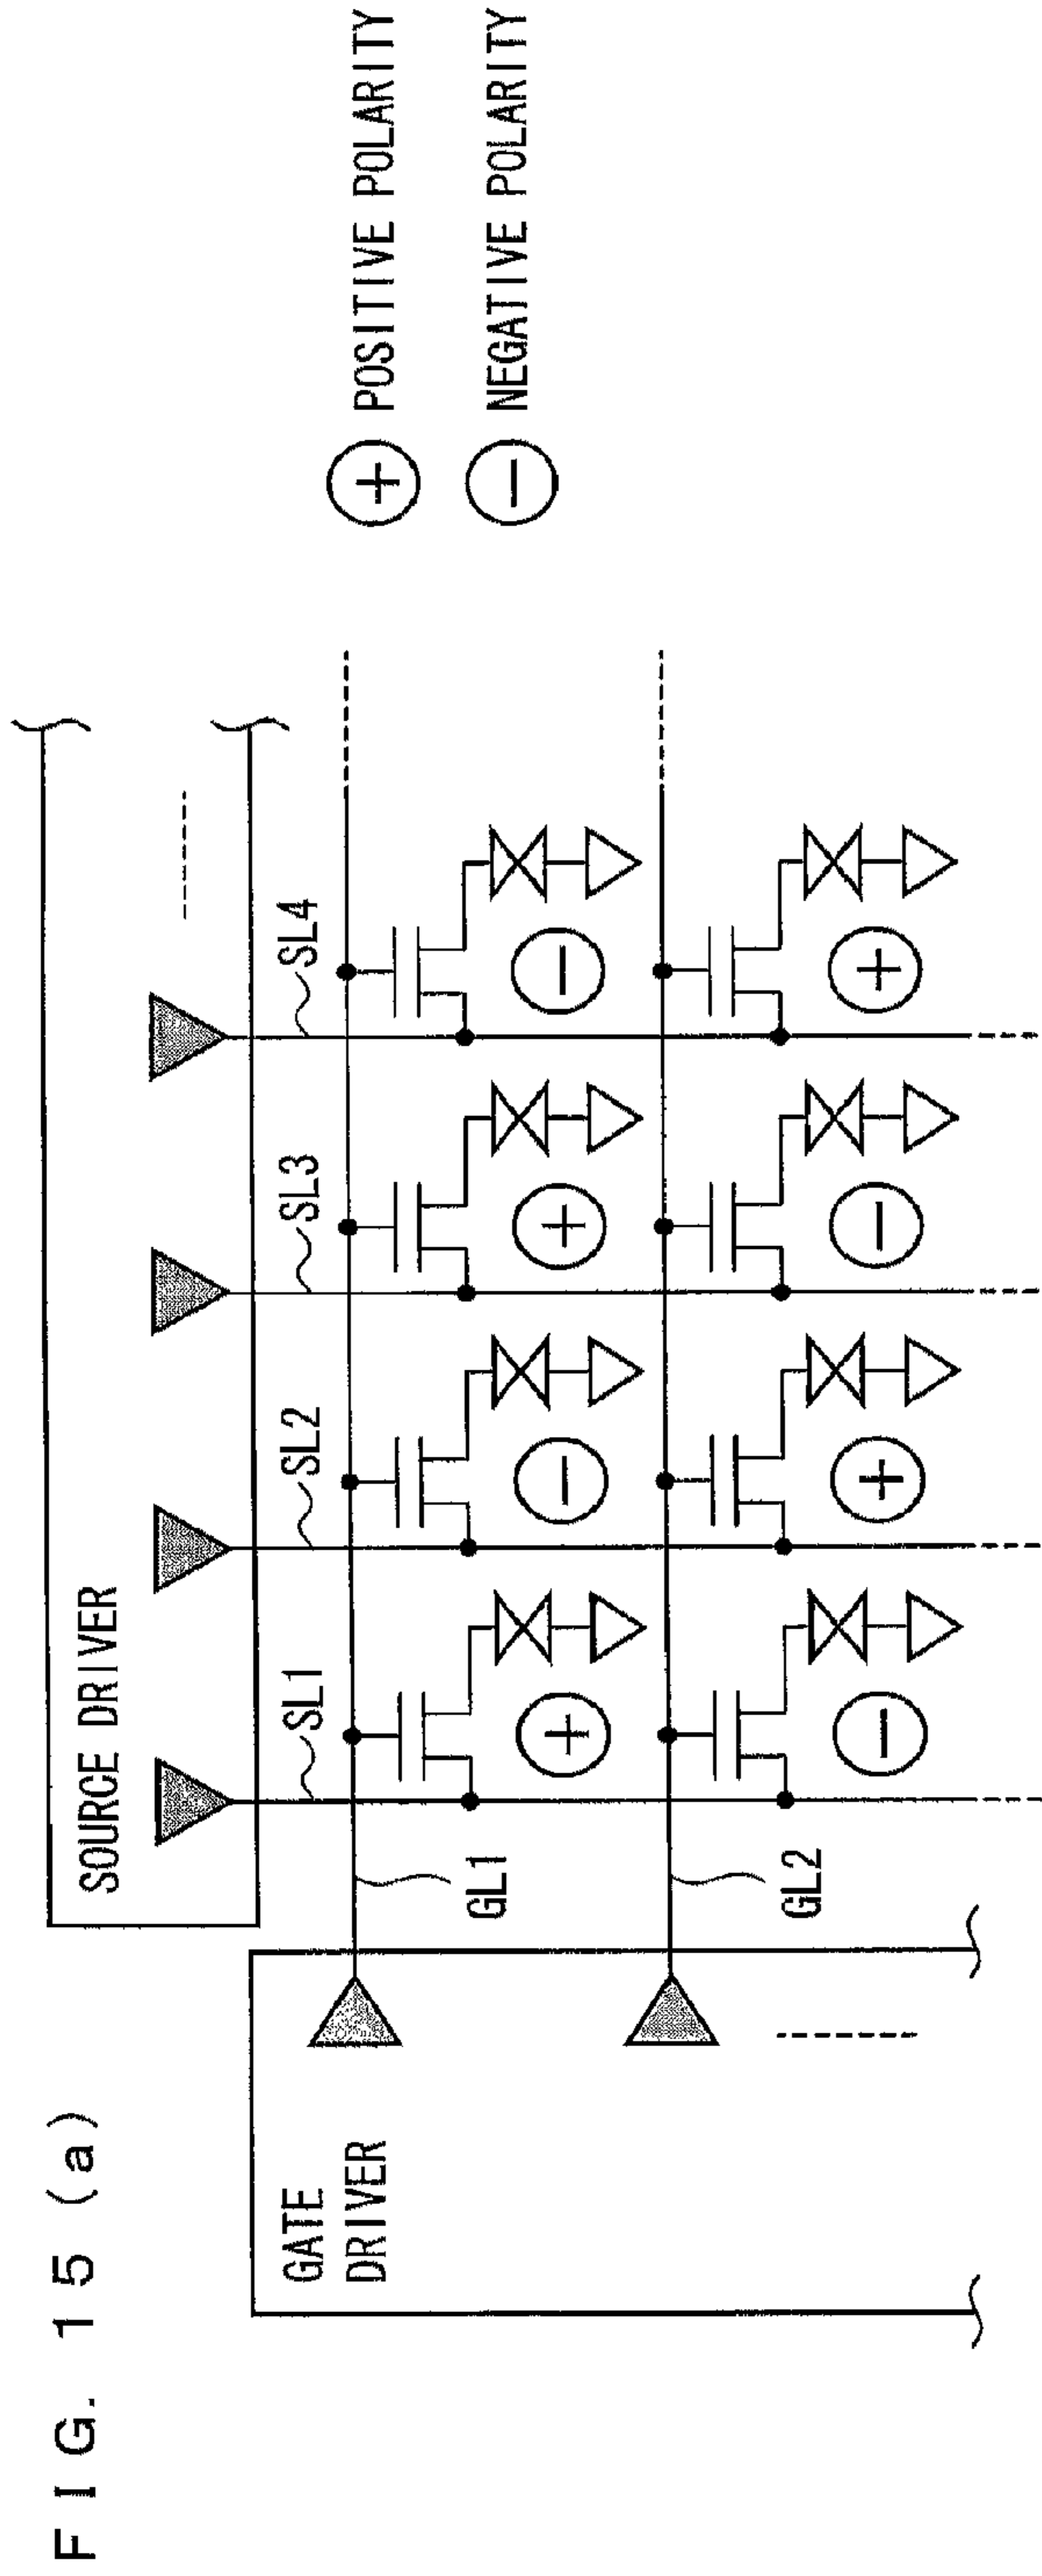 FIG. 15 (a)
SOURCE DRIVER
SL1
SL2
SL3
SL4
GATE
DRIVER
GL1
+
-
+
-
GL2
-
+
-
+
+ POSITIVE POLARITY
- NEGATIVE POLARITY